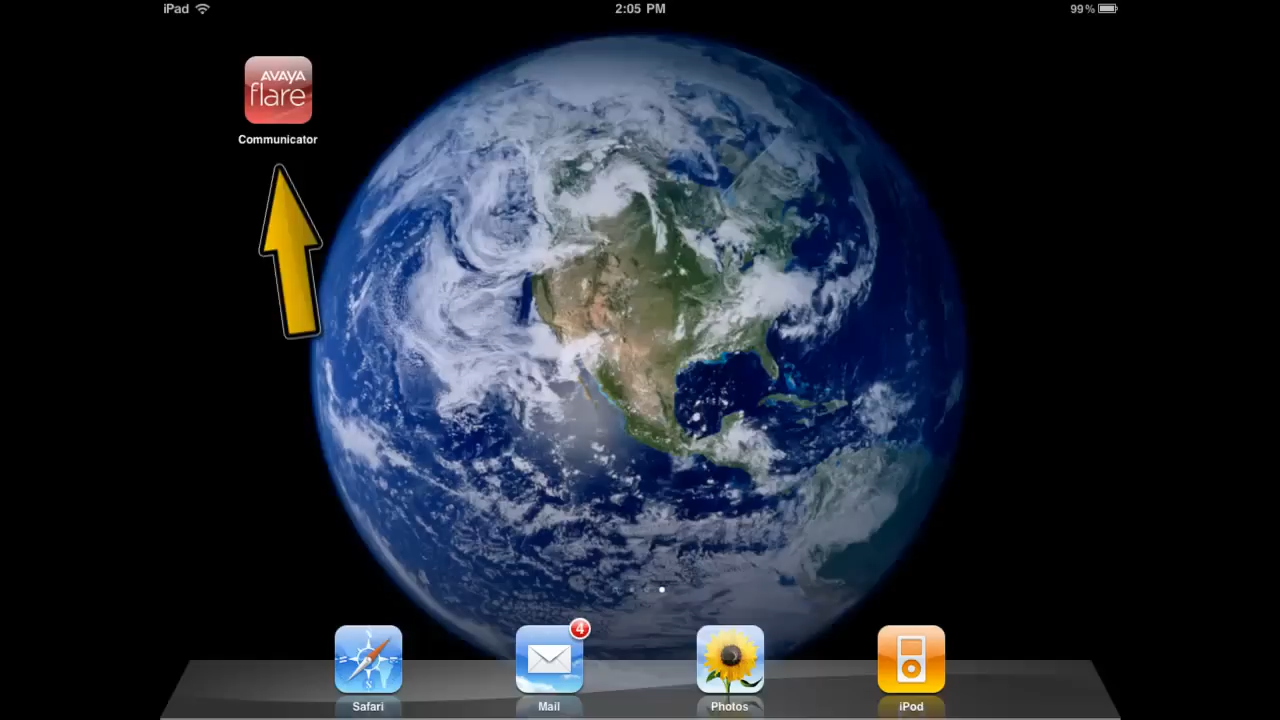 iPad
2:05 PM
99%
AVAYA
flare
Communicator
4
Safari
Mail
Photos
iPod